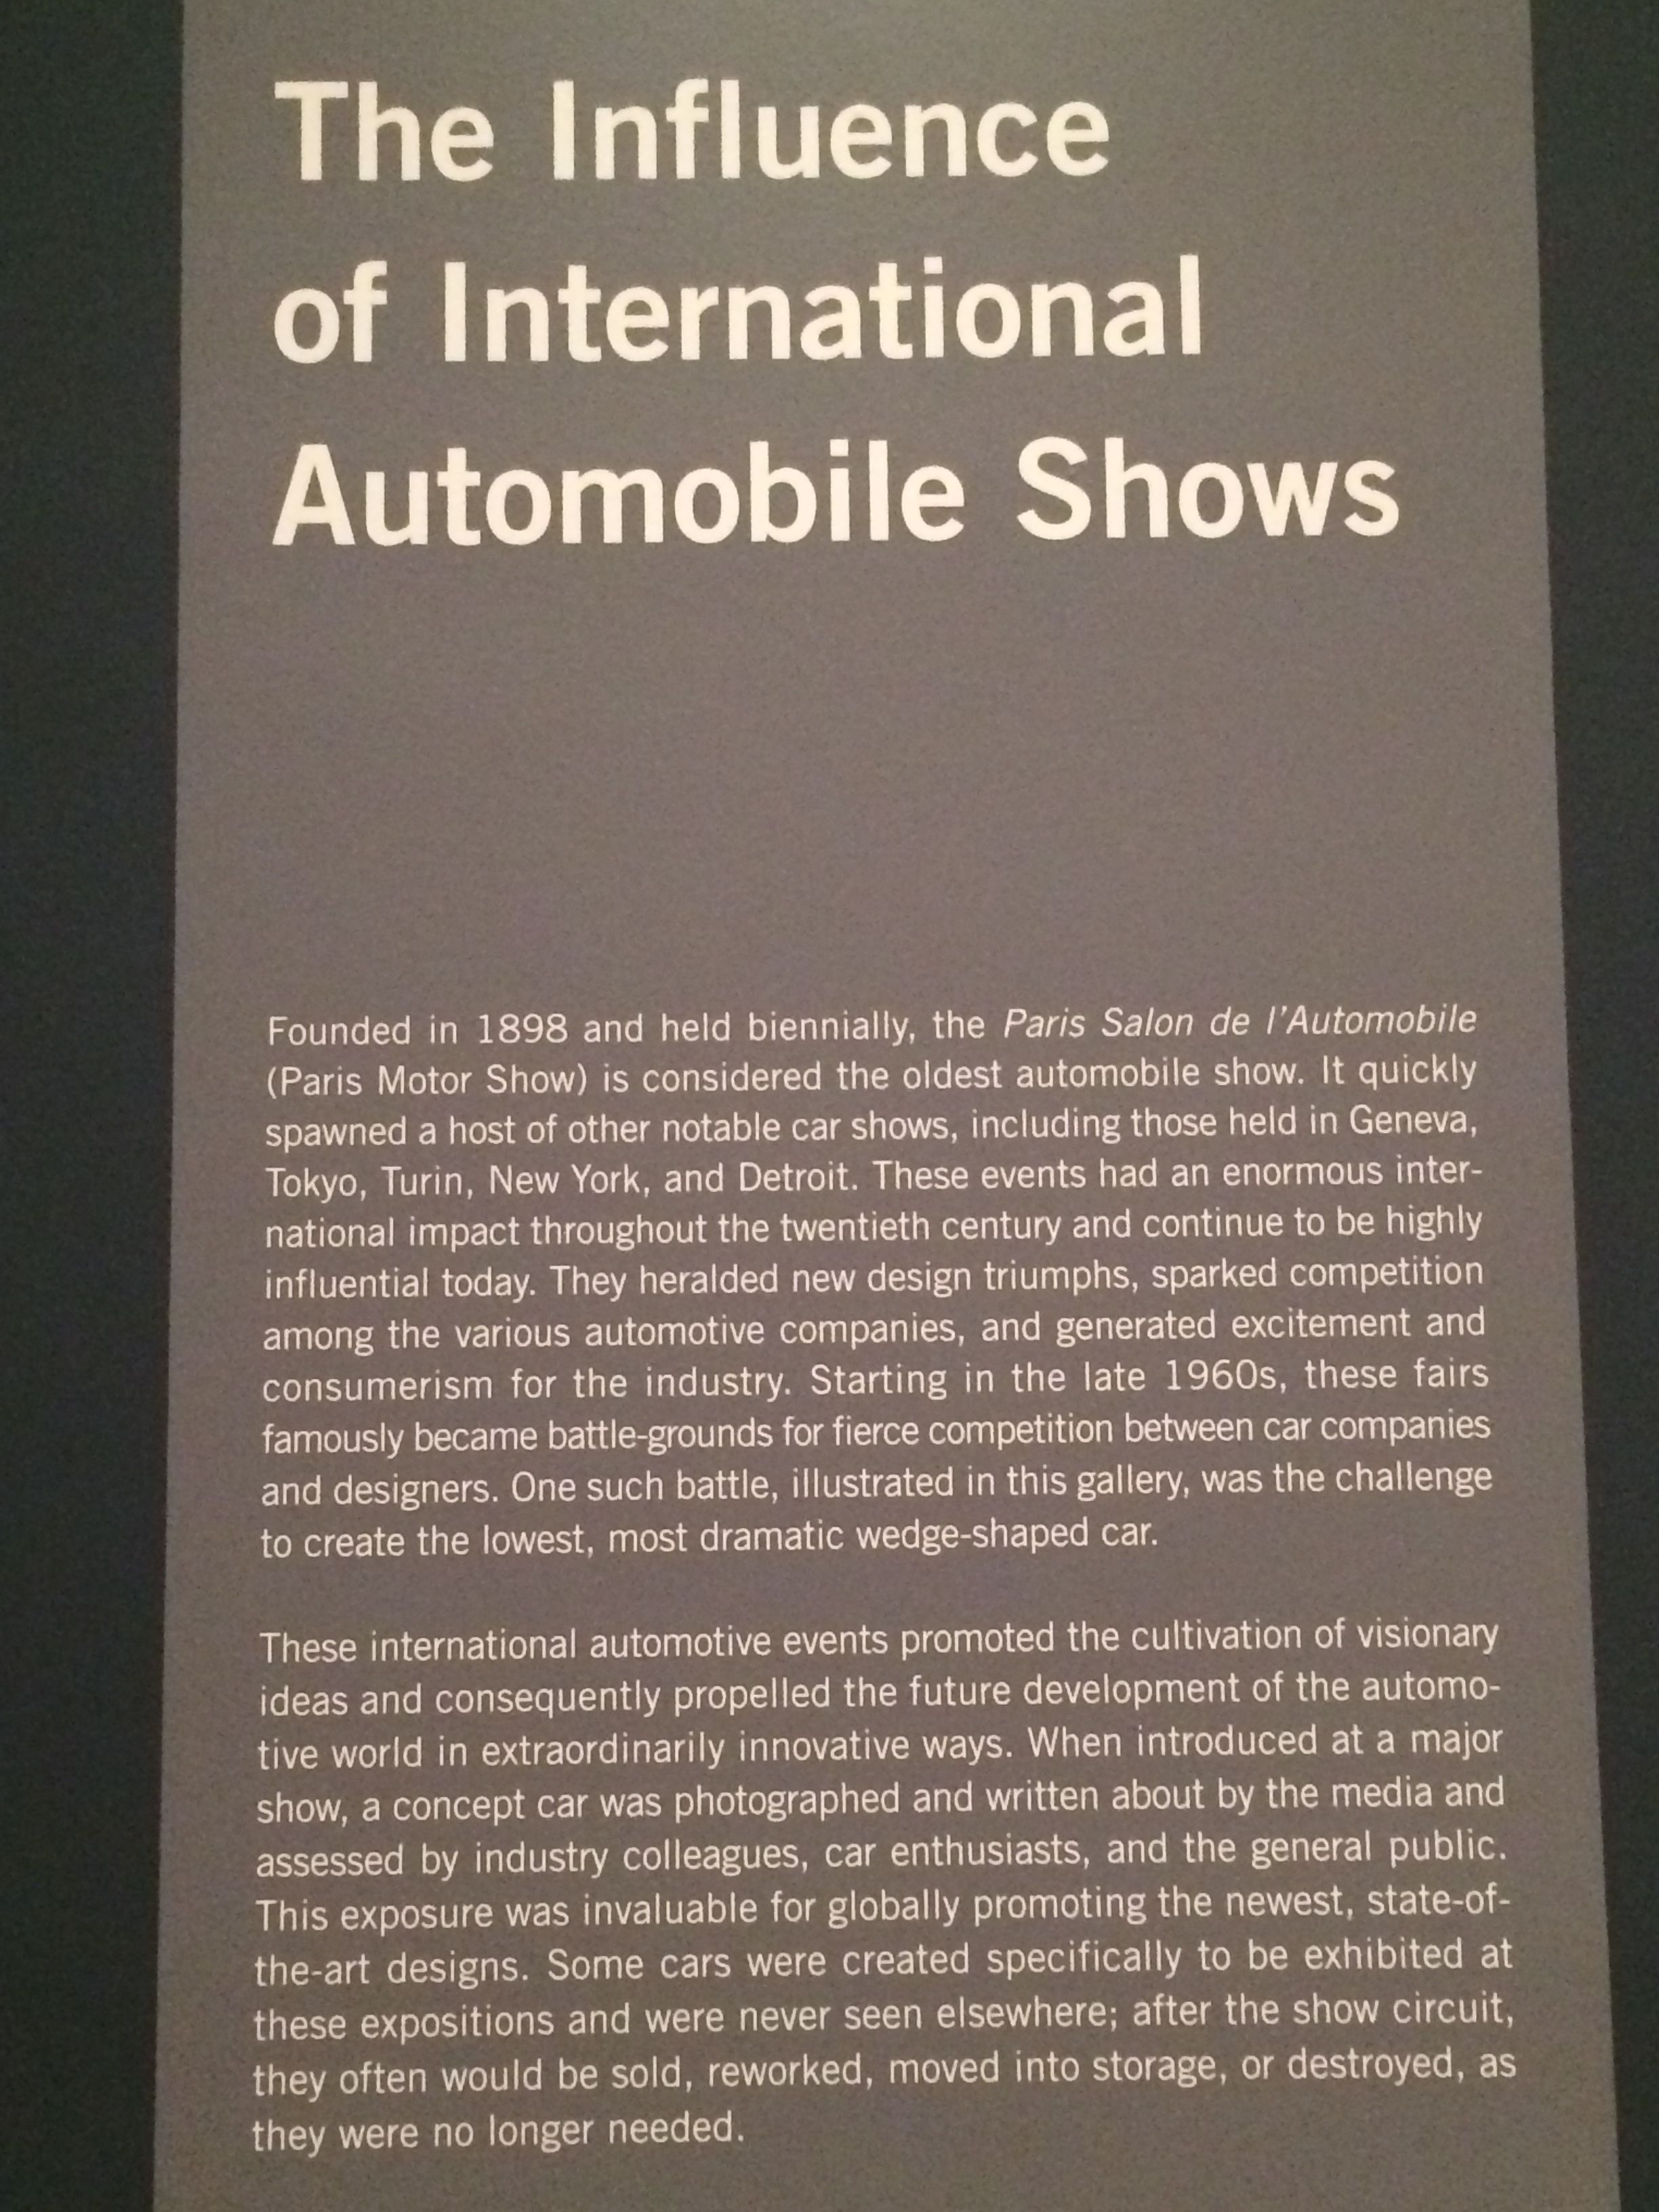 The Influence
of International
Automobile Shows
Founded in 1898 and held biennially, the Paris Salon de l'Automobile
(Paris Motor Show) is considered the oldest automobile show. It quickly
spawned a host of other notable car shows, including those held in Geneva,
Tokyo, Turin, New York, and Detroit. These events had an enormous inter-
national impact throughout the twentieth century and continue to be highly
influential today. They heralded new design triumphs, sparked competition
among the various automotive companies, and generated excitement and
consumerism for the industry. Starting in the late 1960s, these fairs
famously became battle-grounds for fierce competition between car companies
and designers. One such battle, illustrated in this gallery, was the challenge
to create the lowest, most dramatic wedge-shaped car.
These international automotive events promoted the cultivation of visionary
ideas and consequently propelled the future development of the automo-
tive world in extraordinarily innovative ways. When introduced at a major
show, a concept car was photographed and written about by the media and
assessed by industry colleagues, car enthusiasts, and the general public.
This exposure was invaluable for globally promoting the newest, state-of-
the-art designs. Some cars were created specifically to be exhibited at
these expositions and were never seen elsewhere; after the show circuit,
they often would be sold, reworked, moved into storage, or destroyed, as
they were no longer needed.